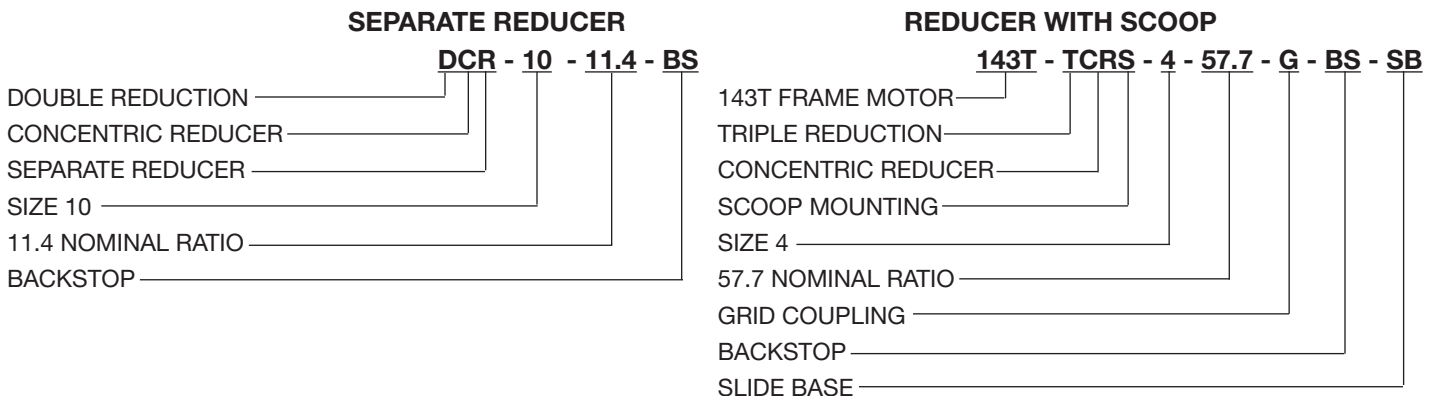 SEPARATE REDUCER
DCR - 10 - 11.4 - BS
DOUBLE REDUCTION
CONCENTRIC REDUCER
SEPARATE REDUCER
SIZE 10
11.4 NOMINAL RATIO
BACKSTOP
REDUCER WITH SCOOP
143T - TCRS - 4 - 57.7 - G - BS - SB
143T FRAME MOTOR
TRIPLE REDUCTION
CONCENTRIC REDUCER
SCOOP MOUNTING
SIZE 4
57.7 NOMINAL RATIO
GRID COUPLING
BACKSTOP
SLIDE BASE